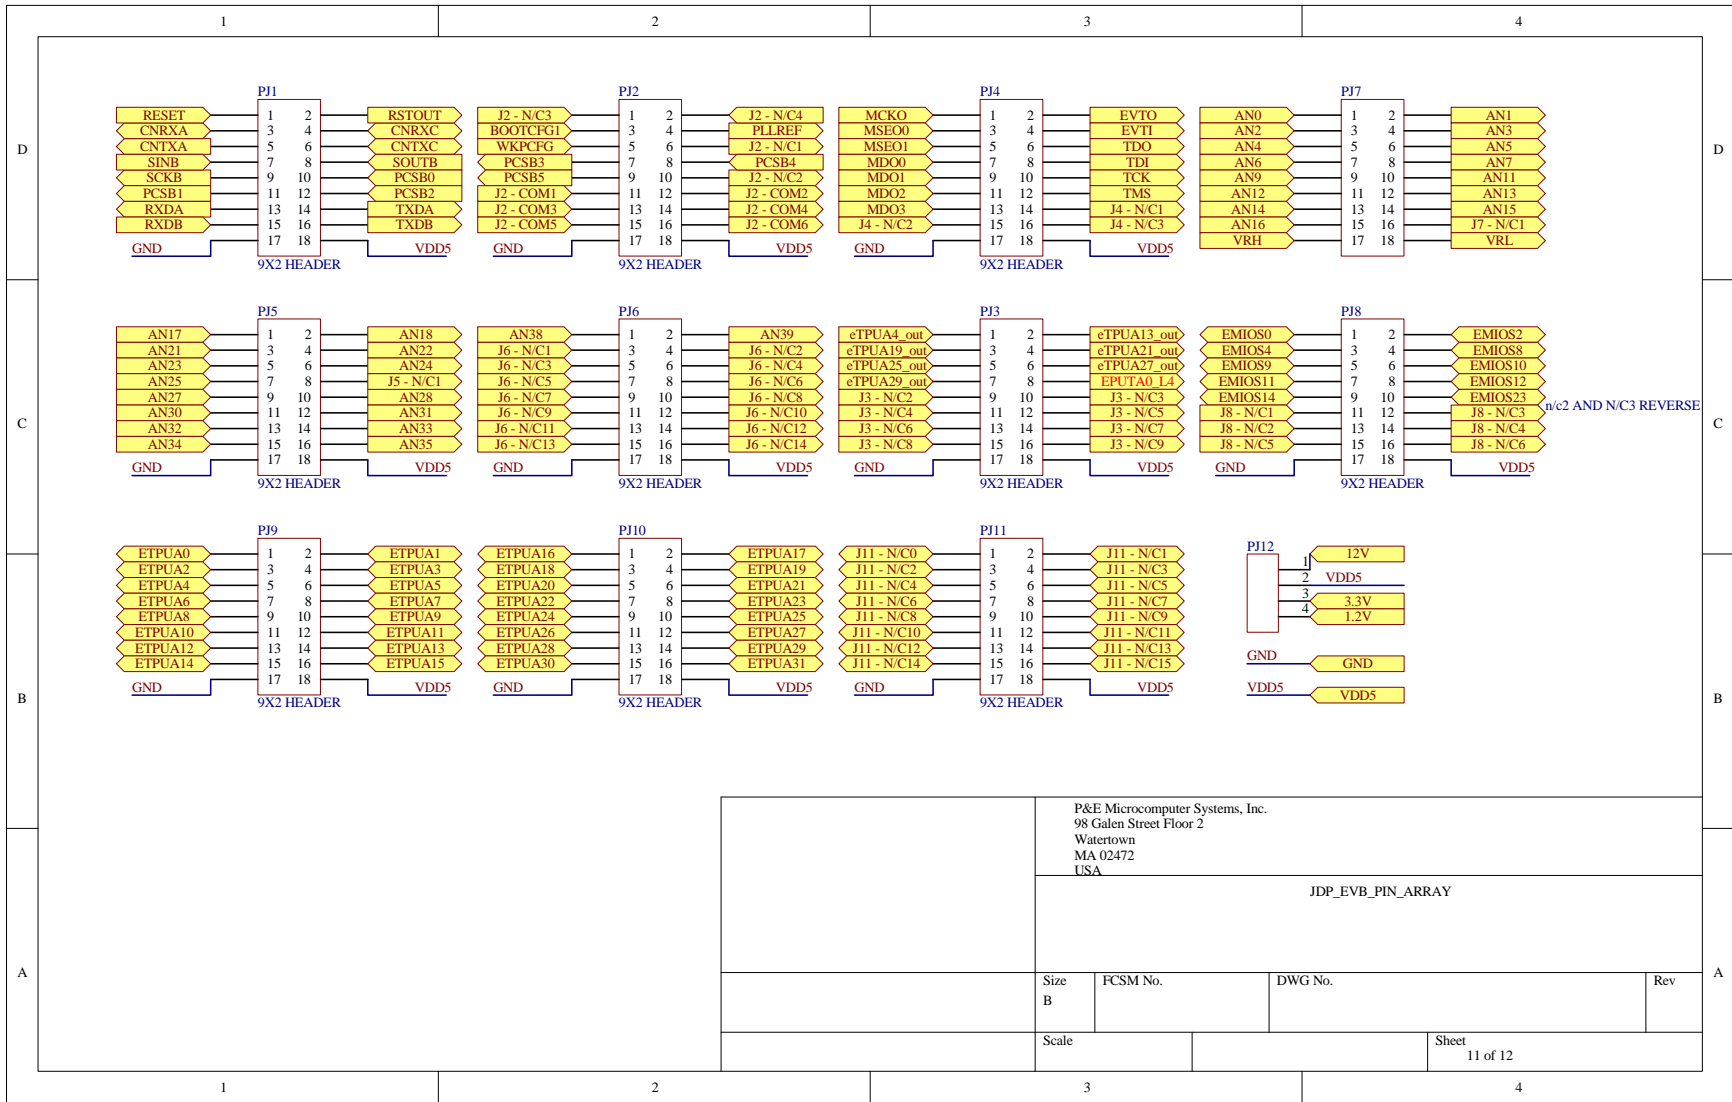 1 2 3 4
D D
PJ1
RESET 1 2 RSTOUT
CNRXA 3 4 CNRXC
CNTXA 5 6 CNTXC
SINB 7 8 SOUTB
SCKB 9 10 PCSB0
PCSB1 11 12 PCSB2
RXDA 13 14 TXDA
RXDB 15 16 TXDB
GND 17 18 VDD5
9X2 HEADER
PJ2
J2 - N/C3 1 2 J2 - N/C4
BOOTCFG1 3 4 PLLREF
WKPCFG 5 6 J2 - N/C1
PCSB3 7 8 PCSB4
PCSB5 9 10 J2 - N/C2
J2 - COM1 11 12 J2 - COM2
J2 - COM3 13 14 J2 - COM4
J2 - COM5 15 16 J2 - COM6
GND 17 18 VDD5
9X2 HEADER
PJ4
MCKO 1 2 EVTO
MSEO0 3 4 EVTI
MSEO1 5 6 TDO
MDO0 7 8 TDI
MDO1 9 10 TCK
MDO2 11 12 TMS
MDO3 13 14 J4 - N/C1
J4 - N/C2 15 16 J4 - N/C3
GND 17 18 VDD5
9X2 HEADER
PJ7
AN0 1 2 AN1
AN2 3 4 AN3
AN4 5 6 AN5
AN6 7 8 AN7
AN9 9 10 AN11
AN12 11 12 AN13
AN14 13 14 AN15
AN16 15 16 J7 - N/C1
VRH 17 18 VRL
9X2 HEADER
C C
PJ5
AN17 1 2 AN18
AN21 3 4 AN22
AN23 5 6 AN24
AN25 7 8 J5 - N/C1
AN27 9 10 AN28
AN30 11 12 AN31
AN32 13 14 AN33
AN34 15 16 AN35
GND 17 18 VDD5
9X2 HEADER
PJ6
AN38 1 2 AN39
J6 - N/C1 3 4 J6 - N/C2
J6 - N/C3 5 6 J6 - N/C4
J6 - N/C5 7 8 J6 - N/C6
J6 - N/C7 9 10 J6 - N/C8
J6 - N/C9 11 12 J6 - N/C10
J6 - N/C11 13 14 J6 - N/C12
J6 - N/C13 15 16 J6 - N/C14
GND 17 18 VDD5
9X2 HEADER
PJ3
eTPUA4_out 1 2 eTPUA13_out
eTPUA19_out 3 4 eTPUA21_out
eTPUA25_out 5 6 eTPUA27_out
eTPUA29_out 7 8 EPUTA0_L4
J3 - N/C2 9 10 J3 - N/C3
J3 - N/C4 11 12 J3 - N/C5
J3 - N/C6 13 14 J3 - N/C7
J3 - N/C8 15 16 J3 - N/C9
GND 17 18 VDD5
9X2 HEADER
PJ8
EMIOS0 1 2 EMIOS2
EMIOS4 3 4 EMIOS8
EMIOS9 5 6 EMIOS10
EMIOS11 7 8 EMIOS12
EMIOS14 9 10 EMIOS23
n/c2 AND N/C3 REVERSE
J8 - N/C1 11 12 J8 - N/C3
J8 - N/C2 13 14 J8 - N/C4
J8 - N/C5 15 16 J8 - N/C6
GND 17 18 VDD5
9X2 HEADER
B B
PJ9
ETPUA0 1 2 ETPUA1
ETPUA2 3 4 ETPUA3
ETPUA4 5 6 ETPUA5
ETPUA6 7 8 ETPUA7
ETPUA8 9 10 ETPUA9
ETPUA10 11 12 ETPUA11
ETPUA12 13 14 ETPUA13
ETPUA14 15 16 ETPUA15
GND 17 18 VDD5
9X2 HEADER
PJ10
ETPUA16 1 2 ETPUA17
ETPUA18 3 4 ETPUA19
ETPUA20 5 6 ETPUA21
ETPUA22 7 8 ETPUA23
ETPUA24 9 10 ETPUA25
ETPUA26 11 12 ETPUA27
ETPUA28 13 14 ETPUA29
ETPUA30 15 16 ETPUA31
GND 17 18 VDD5
9X2 HEADER
PJ11
J11 - N/C0 1 2 J11 - N/C1
J11 - N/C2 3 4 J11 - N/C3
J11 - N/C4 5 6 J11 - N/C5
J11 - N/C6 7 8 J11 - N/C7
J11 - N/C8 9 10 J11 - N/C9
J11 - N/C10 11 12 J11 - N/C11
J11 - N/C12 13 14 J11 - N/C13
J11 - N/C14 15 16 J11 - N/C15
GND 17 18 VDD5
9X2 HEADER
PJ12
1 12V
2 VDD5
3 3.3V
4 1.2V
GND GND
VDD5 VDD5
A A
P&E Microcomputer Systems, Inc.
98 Galen Street Floor 2
Watertown
MA 02472
USA
JDP_EVB_PIN_ARRAY
Size FCSM No. DWG No. Rev
B
Scale Sheet
11 of 12
1 2 3 4